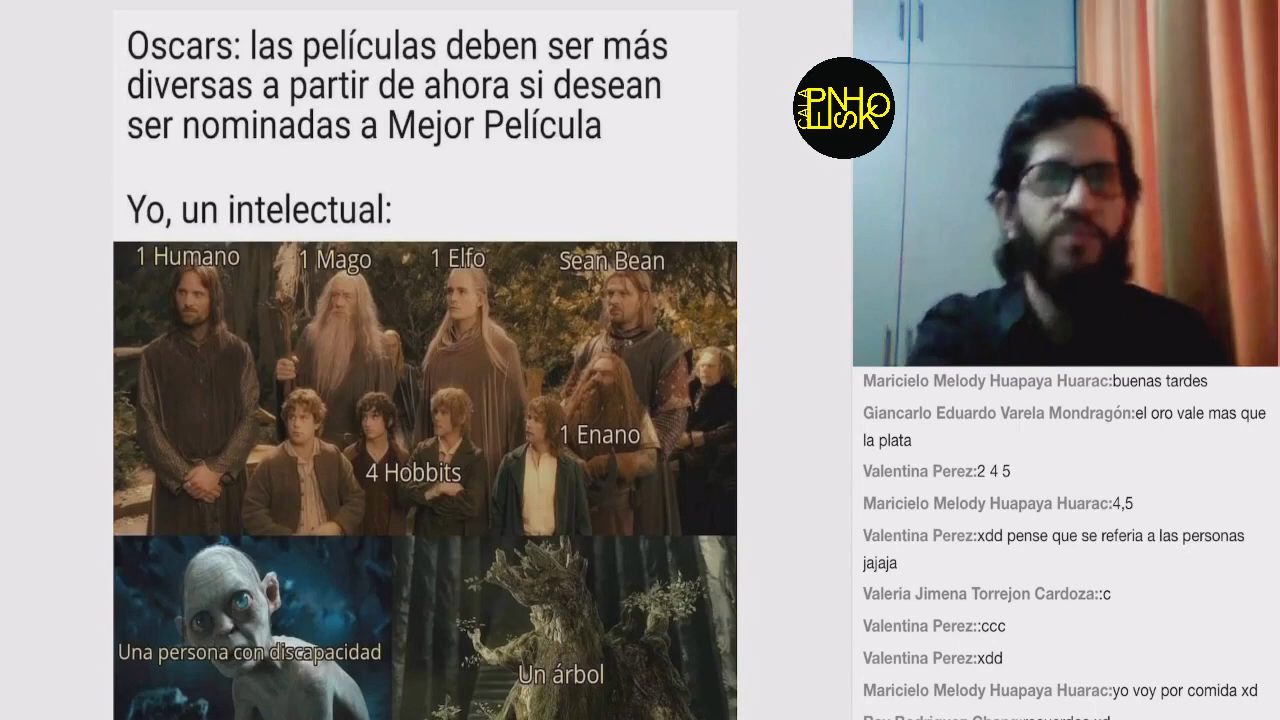 Oscars: las películas deben ser más
diversas a partir de ahora si desean
ser nominadas a Mejor Película
Yo, un intelectual:
1 Humano
1 Mago
1 Elfo
Sean Bean
1 Enano
4 Hobbits
Una persona con discapacidad
Un árbol
Maricielo Melody Huapaya Huarac:buenas tardes
Giancarlo Eduardo Varela Mondragón:el oro vale mas que
la plata
Valentina Perez:2 4 5
Maricielo Melody Huapaya Huarac:4,5
Valentina Perez:xdd pense que se referia a las personas
jajaja
Valeria Jimena Torrejon Cardoza::c
Valentina Perez::ccc
Valentina Perez:xdd
Maricielo Melody Huapaya Huarac:yo voy por comida xd